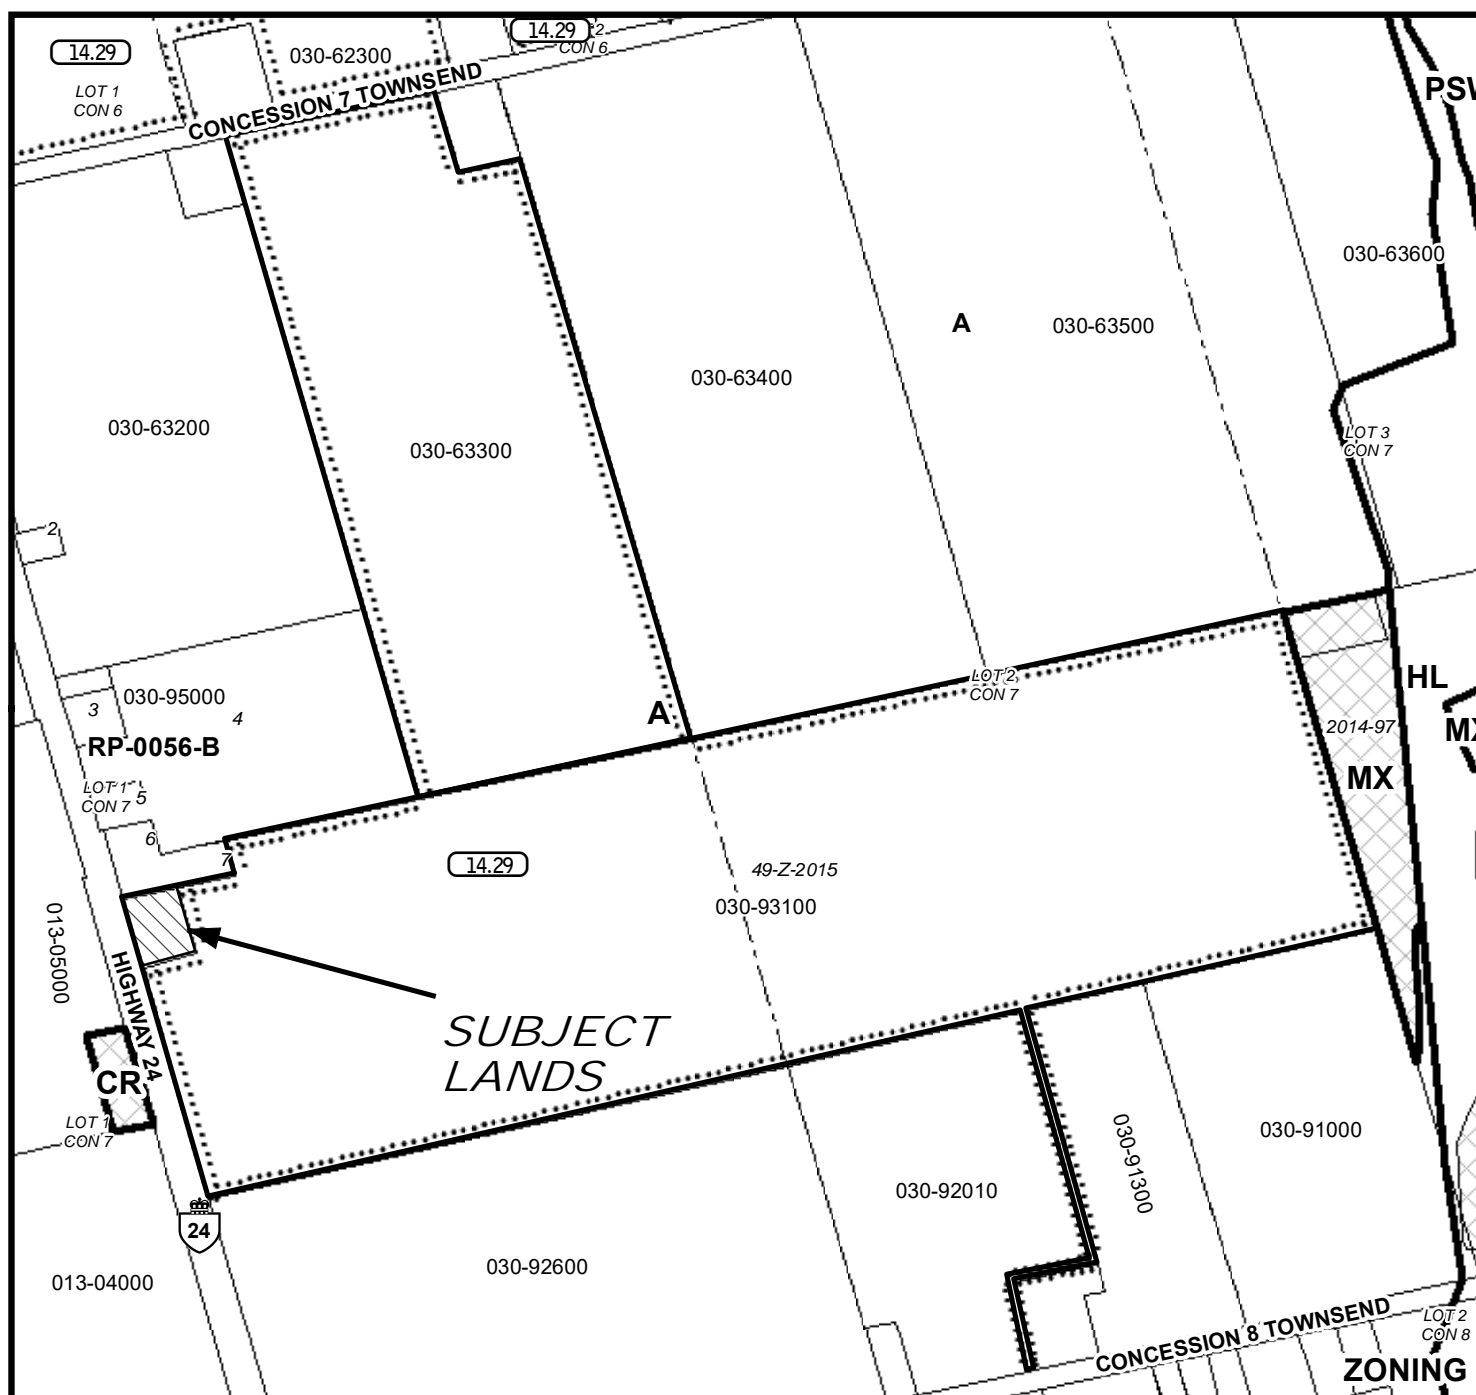 14.29
030-62300
14.29
2
CON 6
LOT 1
CON 6
CONCESSION 7 TOWNSEND
PSW
030-63600
A
030-63500
030-63400
030-63200
030-63300
LOT 3
CON 7
2
030-95000
3
4
RP-0056-B
A
LOT 2
CON 7
HL
2014-97
MX
MX
LOT 1
CON 7
5
6
7
14.29
49-Z-2015
030-93100
013-05000
HIGHWAY 24
SUBJECT
LANDS
CR
LOT 1
CON 7
030-91300
030-91000
030-92010
24
030-92600
013-04000
CONCESSION 8 TOWNSEND
LOT 2
CON 8
ZONING